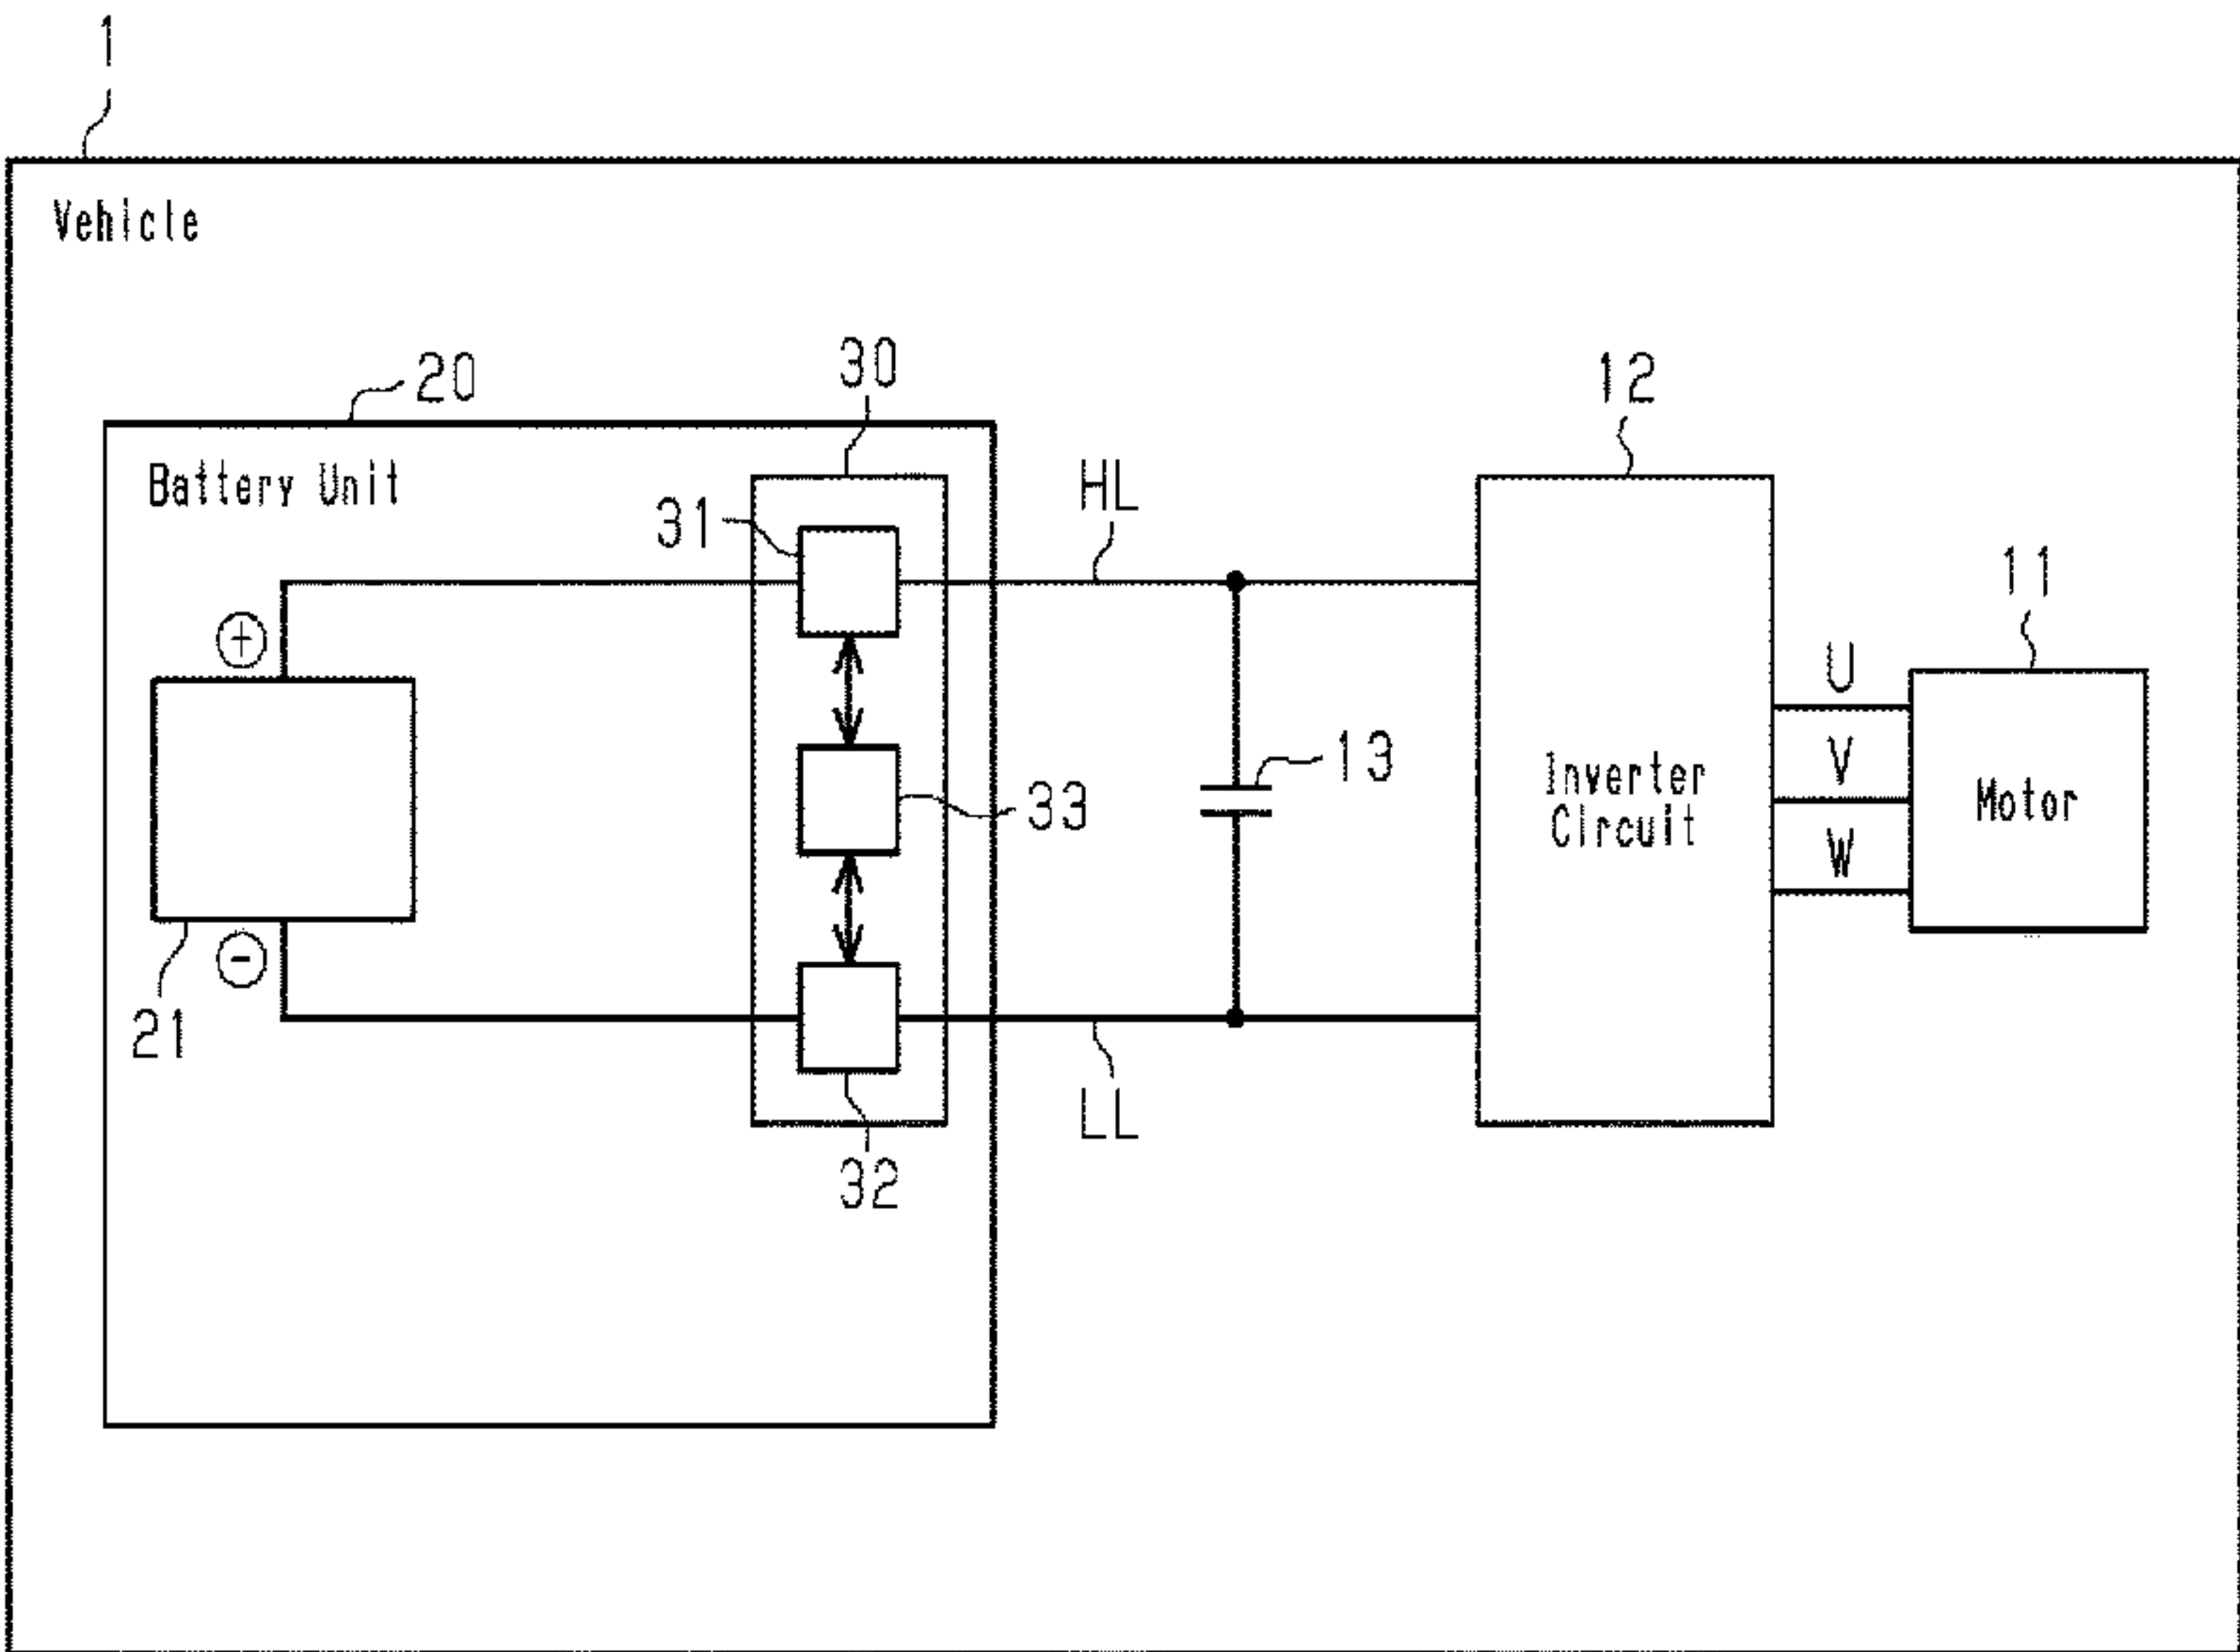 1
Vehicle
20
30
12
Battery Unit
31
HL
11
+
U
13
V
Inverter
Circuit
Motor
33
W
-
21
LL
32